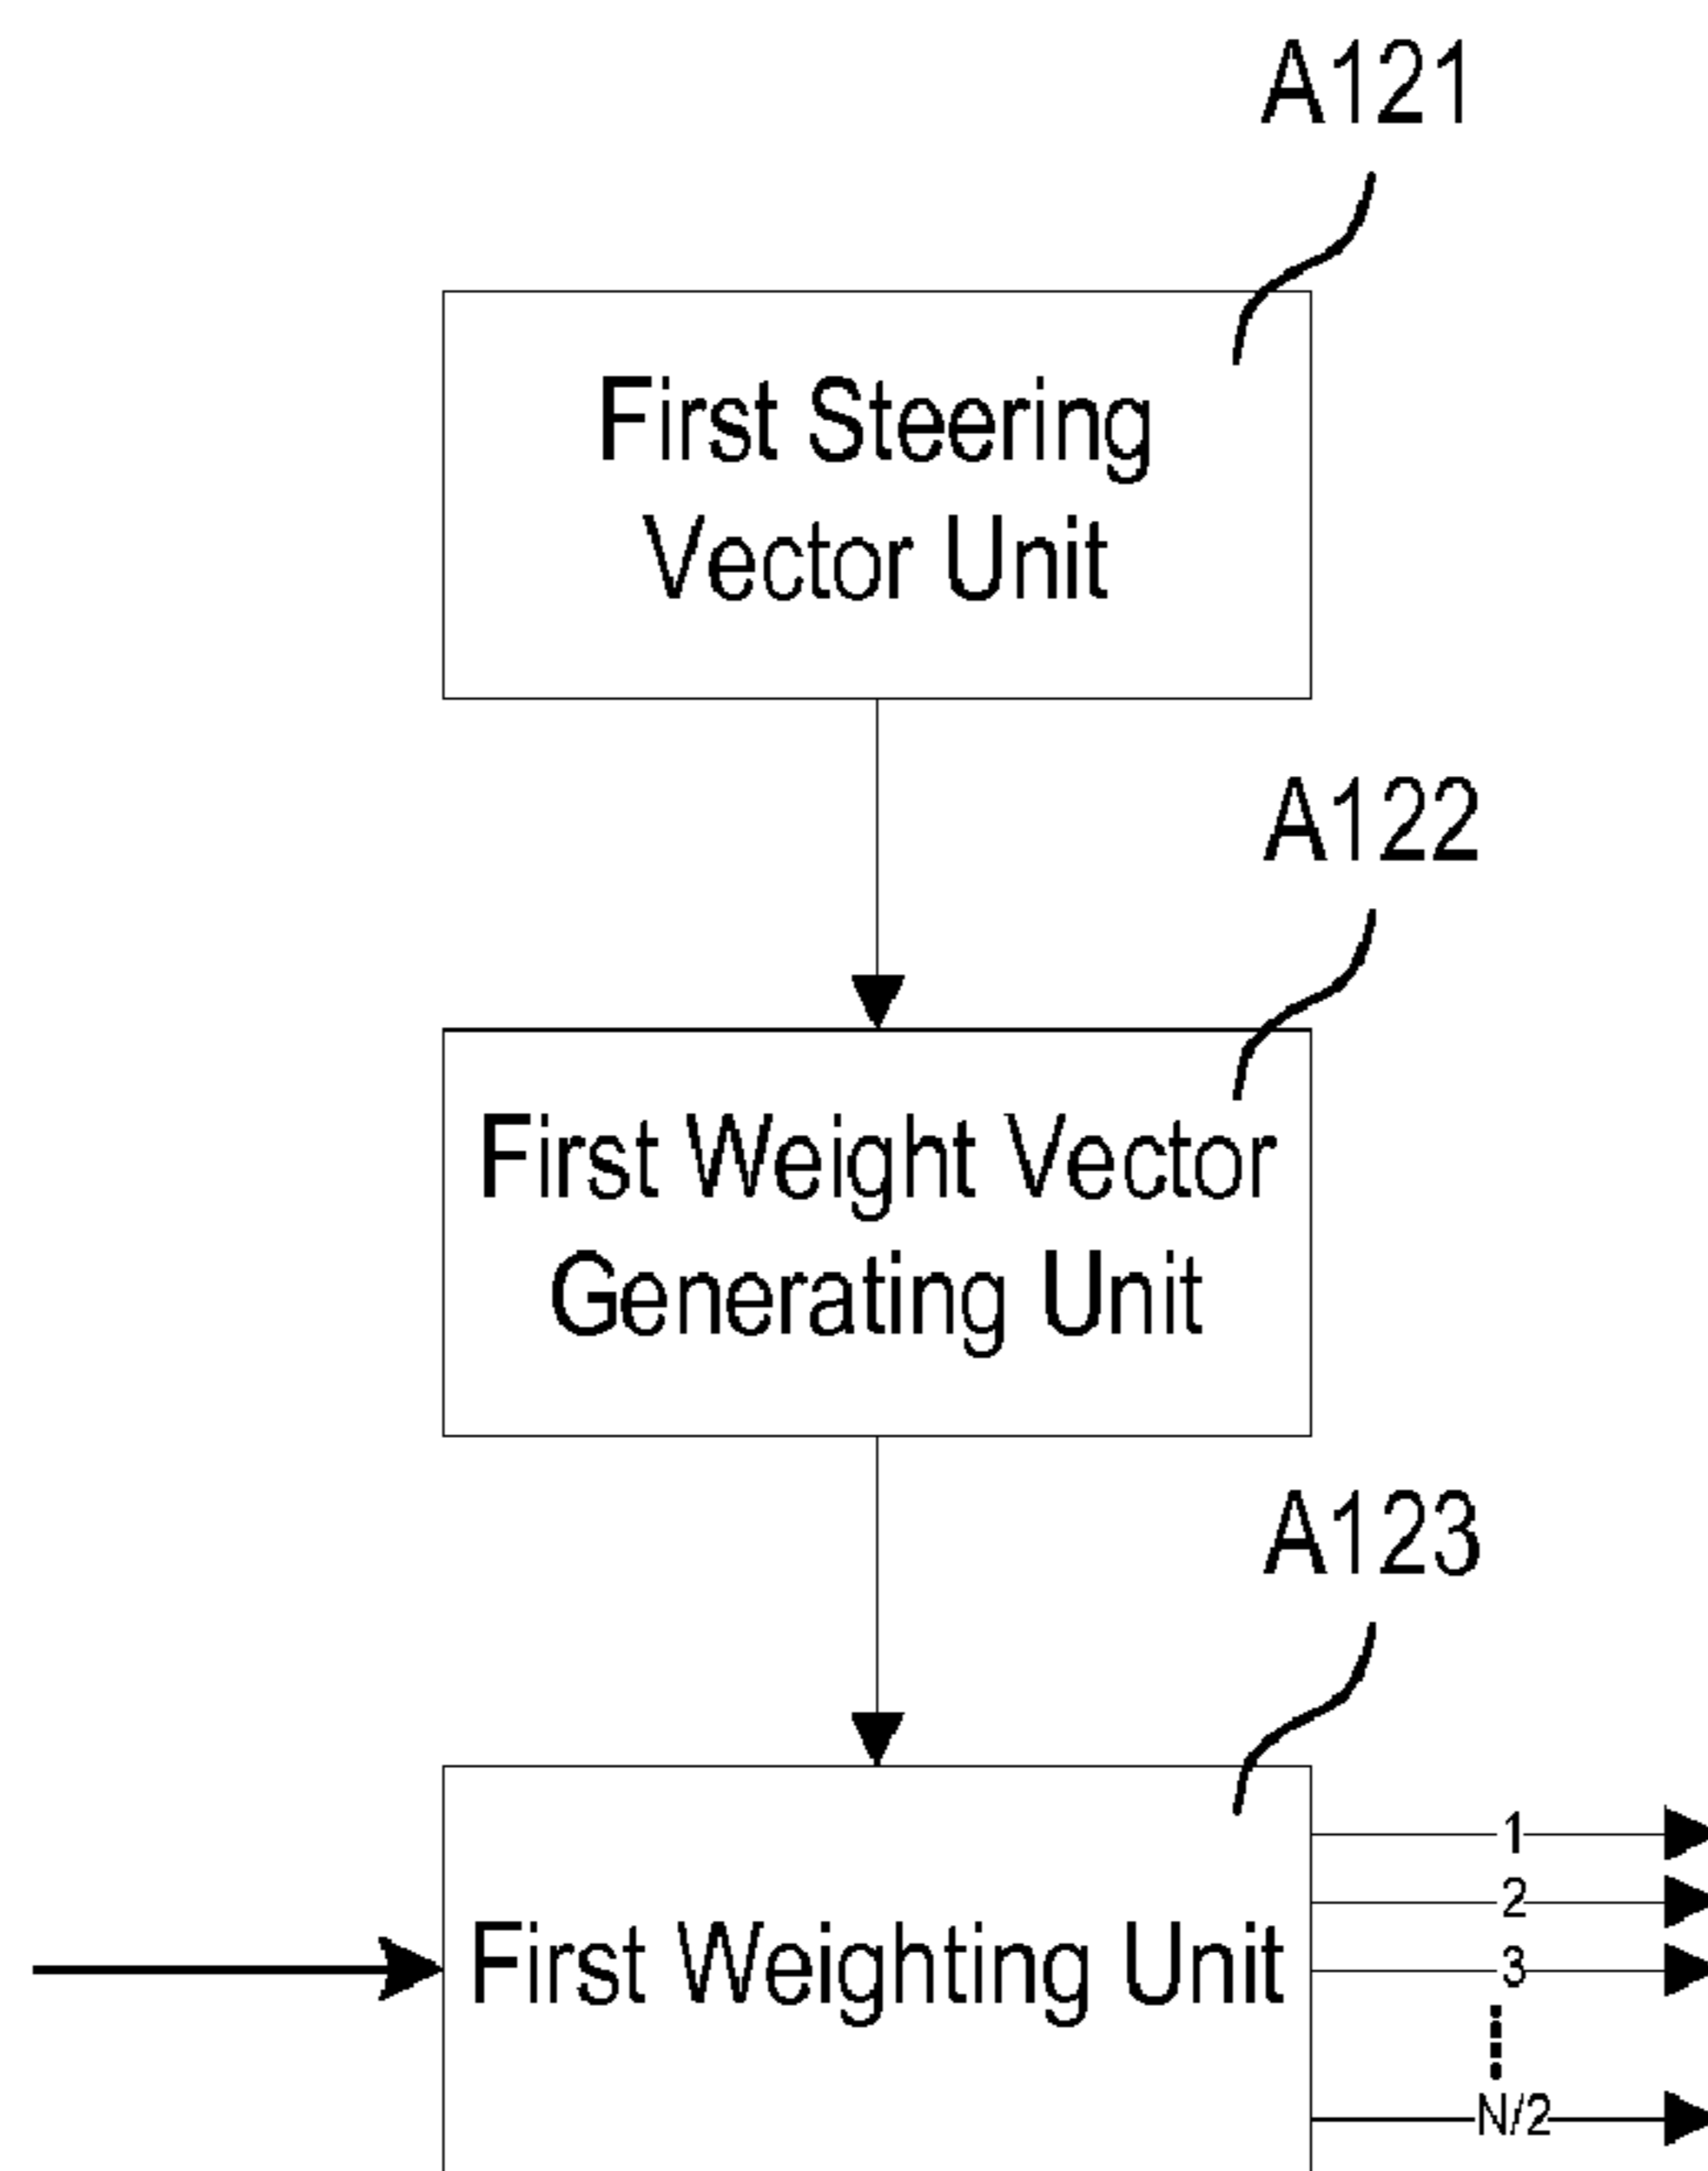 A121
First Steering
Vector Unit
A122
First Weight Vector
Generating Unit
A123
First Weighting Unit
1
2
3
N/2